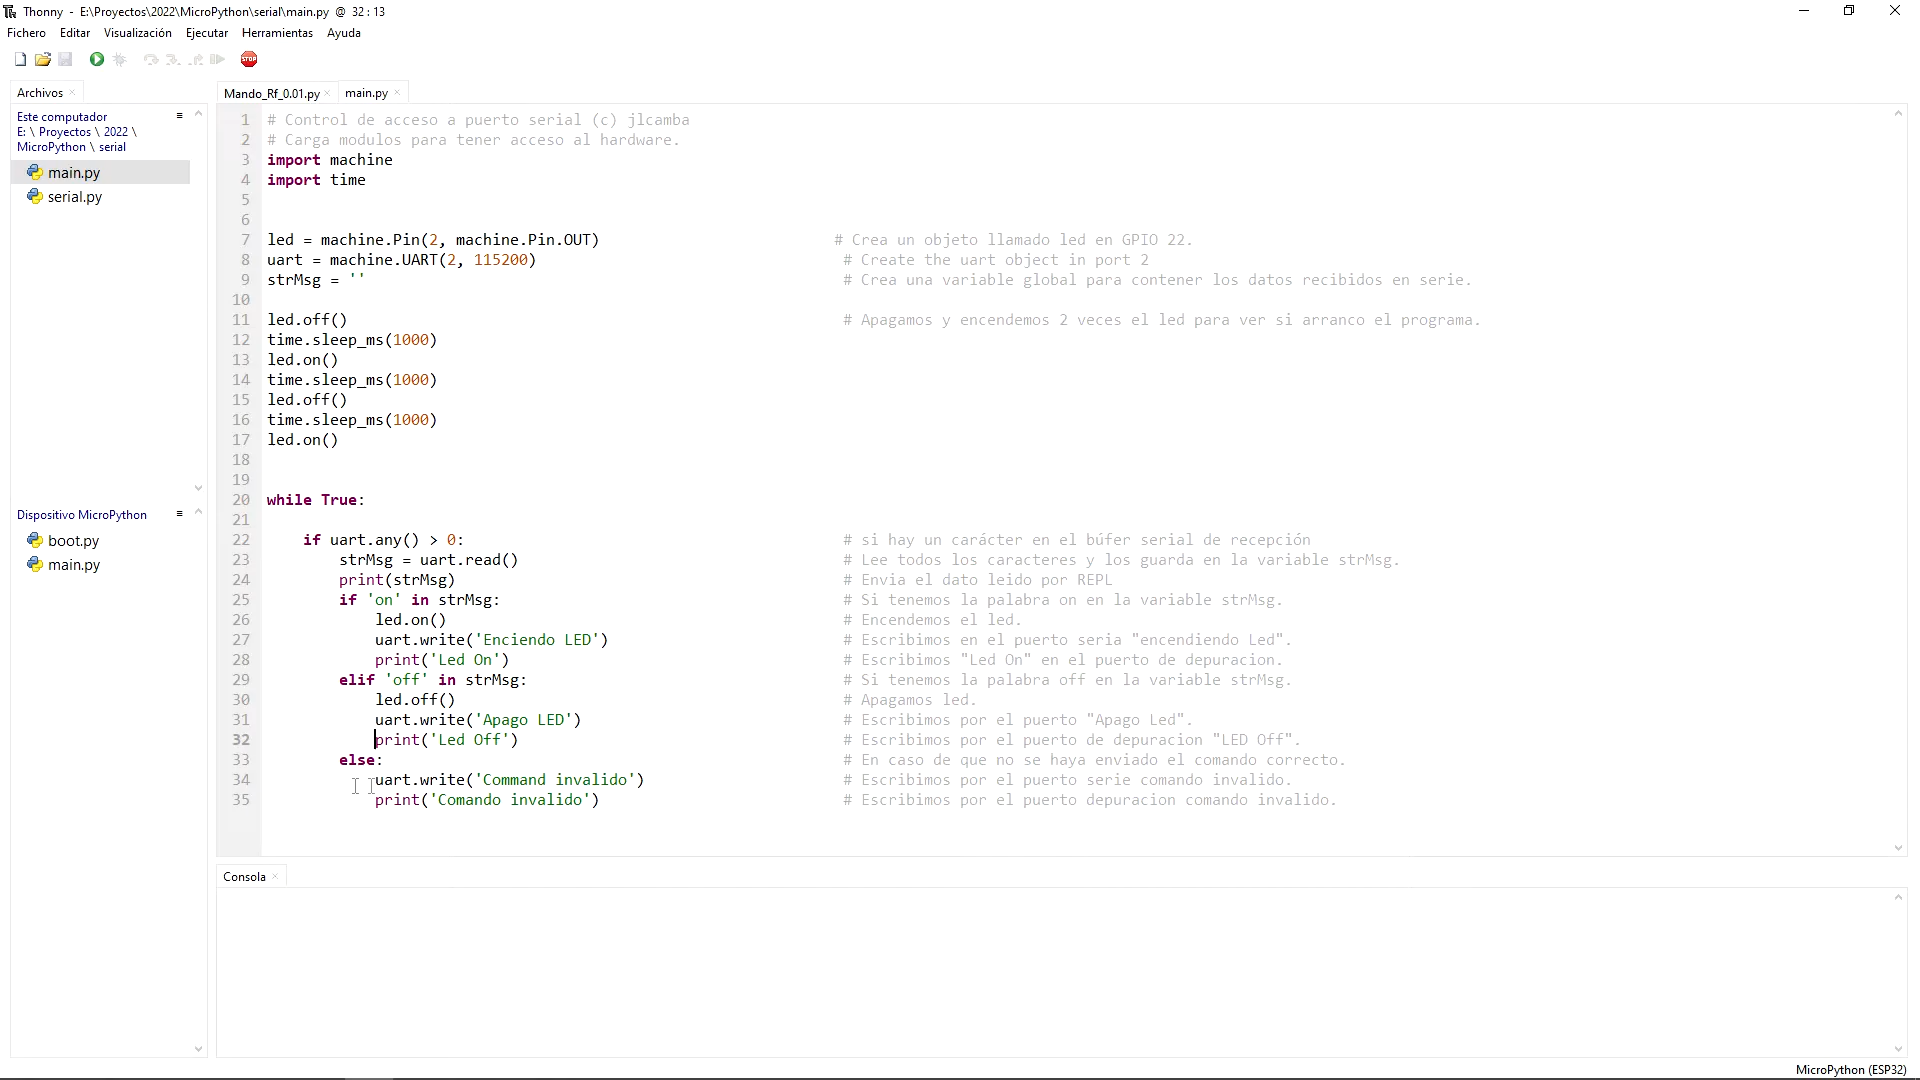 Thonny - E:\Proyectos\2022\MicroPython\serial\main.py @ 32 : 13
Fichero Editar Visualización Ejecutar Herramientas Ayuda
STOP
Archivos
Este computador
E: \ Proyectos \ 2022 \
MicroPython \ serial
main.py
serial.py
Dispositivo MicroPython
boot.py
main.py
Mando_Rf_0.01.py main.py
1 # Control de acceso a puerto serial (c) jlcamba
2 # Carga modulos para tener acceso al hardware.
3 import machine
4 import time
5
6
7 led = machine.Pin(2, machine.Pin.OUT) # Crea un objeto llamado led en GPIO 22.
8 uart = machine.UART(2, 115200) # Create the uart object in port 2
9 strMsg = '' # Crea una variable global para contener los datos recibidos en serie.
10
11 led.off() # Apagamos y encendemos 2 veces el led para ver si arranco el programa.
12 time.sleep_ms(1000)
13 led.on()
14 time.sleep_ms(1000)
15 led.off()
16 time.sleep_ms(1000)
17 led.on()
18
19
20 while True:
21
22 if uart.any() > 0: # si hay un carácter en el búfer serial de recepción
23 strMsg = uart.read() # Lee todos los caracteres y los guarda en la variable strMsg.
24 print(strMsg) # Envia el dato leido por REPL
25 if 'on' in strMsg: # Si tenemos la palabra on en la variable strMsg.
26 led.on() # Encendemos el led.
27 uart.write('Enciendo LED') # Escribimos en el puerto seria "encendiendo Led".
28 print('Led On') # Escribimos "Led On" en el puerto de depuracion.
29 elif 'off' in strMsg: # Si tenemos la palabra off en la variable strMsg.
30 led.off() # Apagamos led.
31 uart.write('Apago LED') # Escribimos por el puerto "Apago Led".
32 print('Led Off') # Escribimos por el puerto de depuracion "LED Off".
33 else: # En caso de que no se haya enviado el comando correcto.
34 uart.write('Command invalido') # Escribimos por el puerto serie comando invalido.
35 print('Comando invalido') # Escribimos por el puerto depuracion comando invalido.
Consola
MicroPython (ESP32)